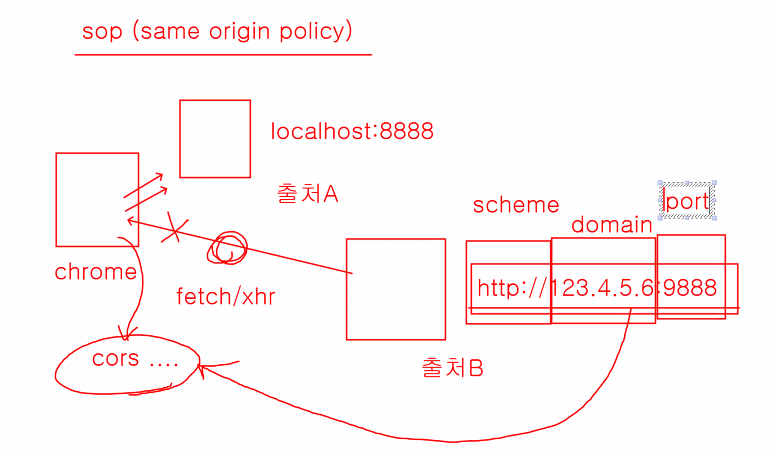 sop (same origin policy)
localhost:8888
출처A
port
scheme
domain
chrome
http://123.4.5.6:9888
fetch/xhr
cors ....
출처B